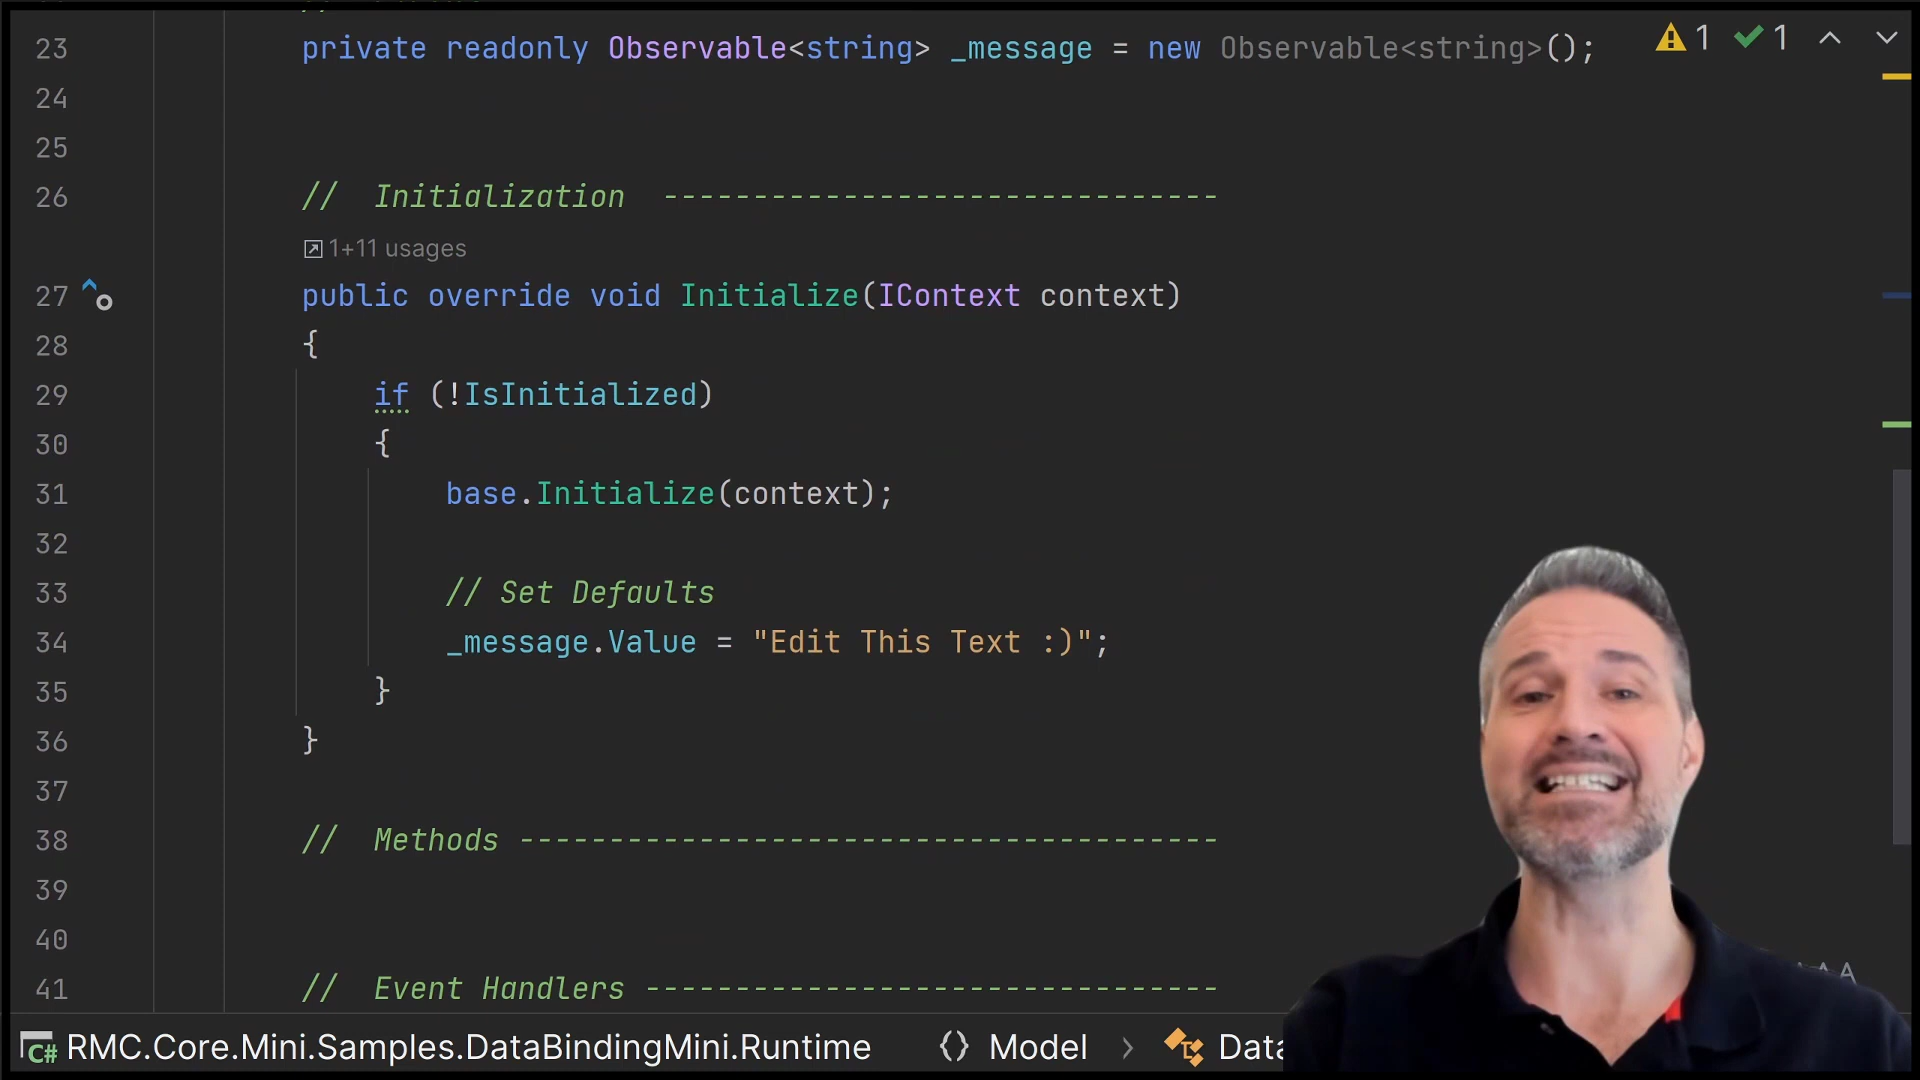 23 private readonly Observable<string> _message = new Observable<string>(); 1 1
24
25
26 // Initialization -------------------------------
1+11 usages
27 public override void Initialize(IContext context)
28 {
29 if (!IsInitialized)
30 {
31 base.Initialize(context);
32
33 // Set Defaults
34 _message.Value = "Edit This Text :)";
35 }
36 }
37
38 // Methods ---------------------------------------
39
40
41 // Event Handlers --------------------------------
C# RMC.Core.Mini.Samples.DataBindingMini.Runtime {} Model > Data